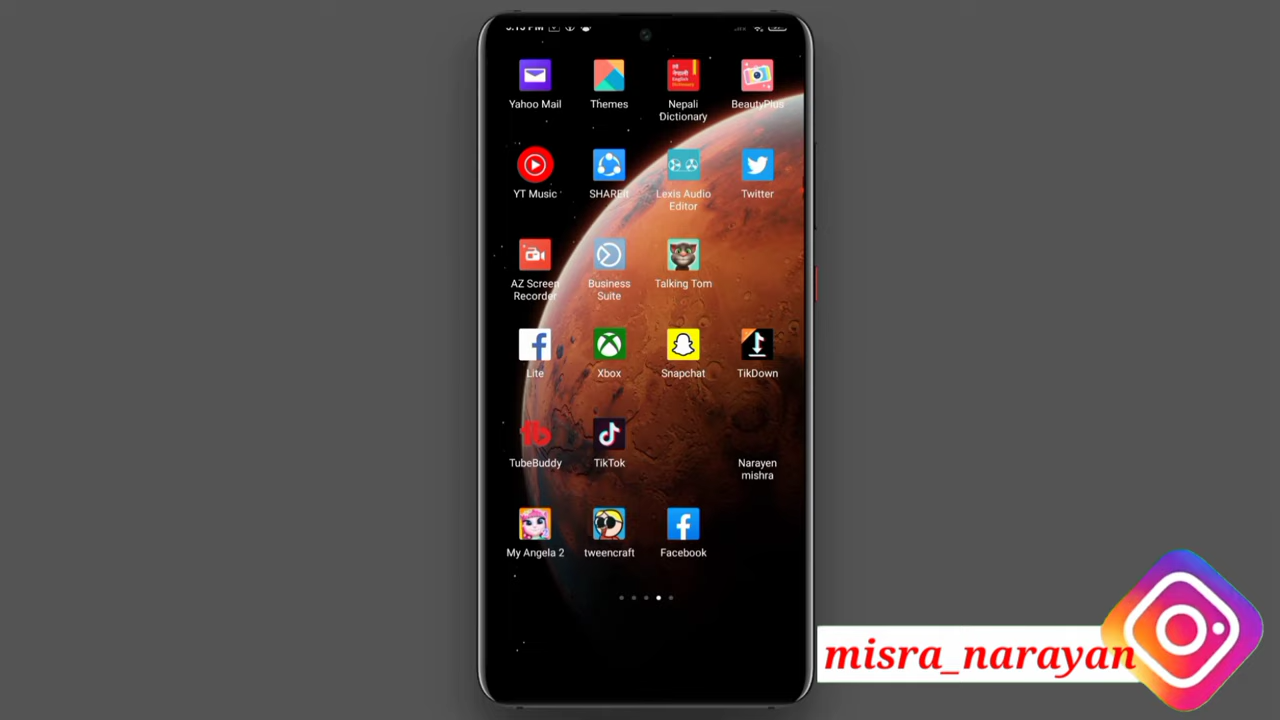 Yahoo Mail
Themes
Nepali
Dictionary
BeautyPlus
YT Music
SHAREit
Lexis Audio
Editor
Twitter
AZ Screen
Recorder
Business
Suite
Talking Tom
Lite
Xbox
Snapchat
TikDown
TubeBuddy
TikTok
Narayen
mishra
My Angela 2
tweencraft
Facebook
misra_narayan